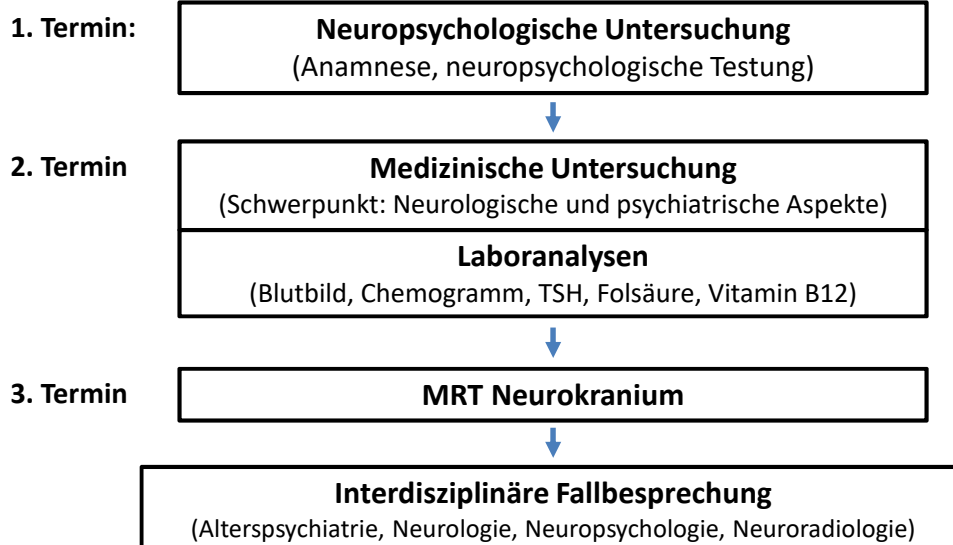 1. Termin:
Neuropsychologische Untersuchung
(Anamnese, neuropsychologische Testung)
2. Termin
Medizinische Untersuchung
(Schwerpunkt: Neurologische und psychiatrische Aspekte)
Laboranalysen
(Blutbild, Chemogramm, TSH, Folsäure, Vitamin B12)
3. Termin
MRT Neurokranium
Interdisziplinäre Fallbesprechung
(Alterspsychiatrie, Neurologie, Neuropsychologie, Neuroradiologie)